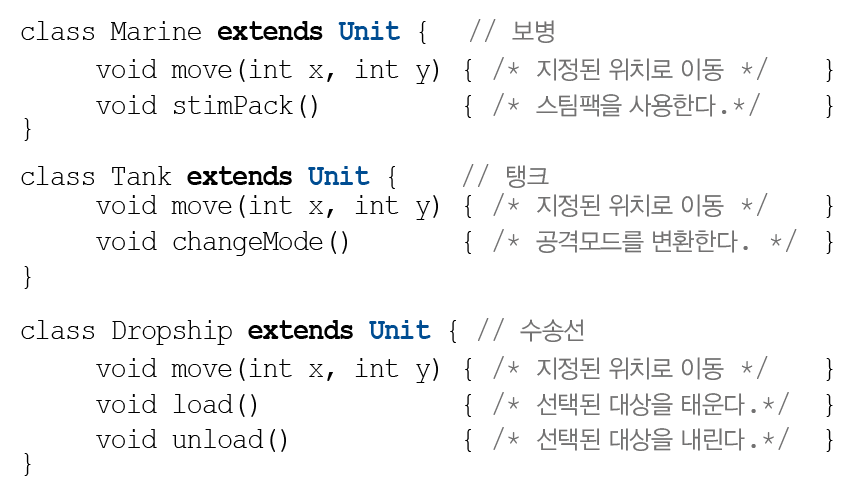 class Marine extends Unit { // 보병
void move(int x, int y) { /* 지정된 위치로 이동 */ }
void stimPack() { /* 스팀팩을 사용한다.*/ }
}
class Tank extends Unit { // 탱크
void move(int x, int y) { /* 지정된 위치로 이동 */ }
void changeMode() { /* 공격모드를 변환한다. */ }
}
class Dropship extends Unit { // 수송선
void move(int x, int y) { /* 지정된 위치로 이동 */ }
void load() { /* 선택된 대상을 태운다.*/ }
void unload() { /* 선택된 대상을 내린다.*/ }
}